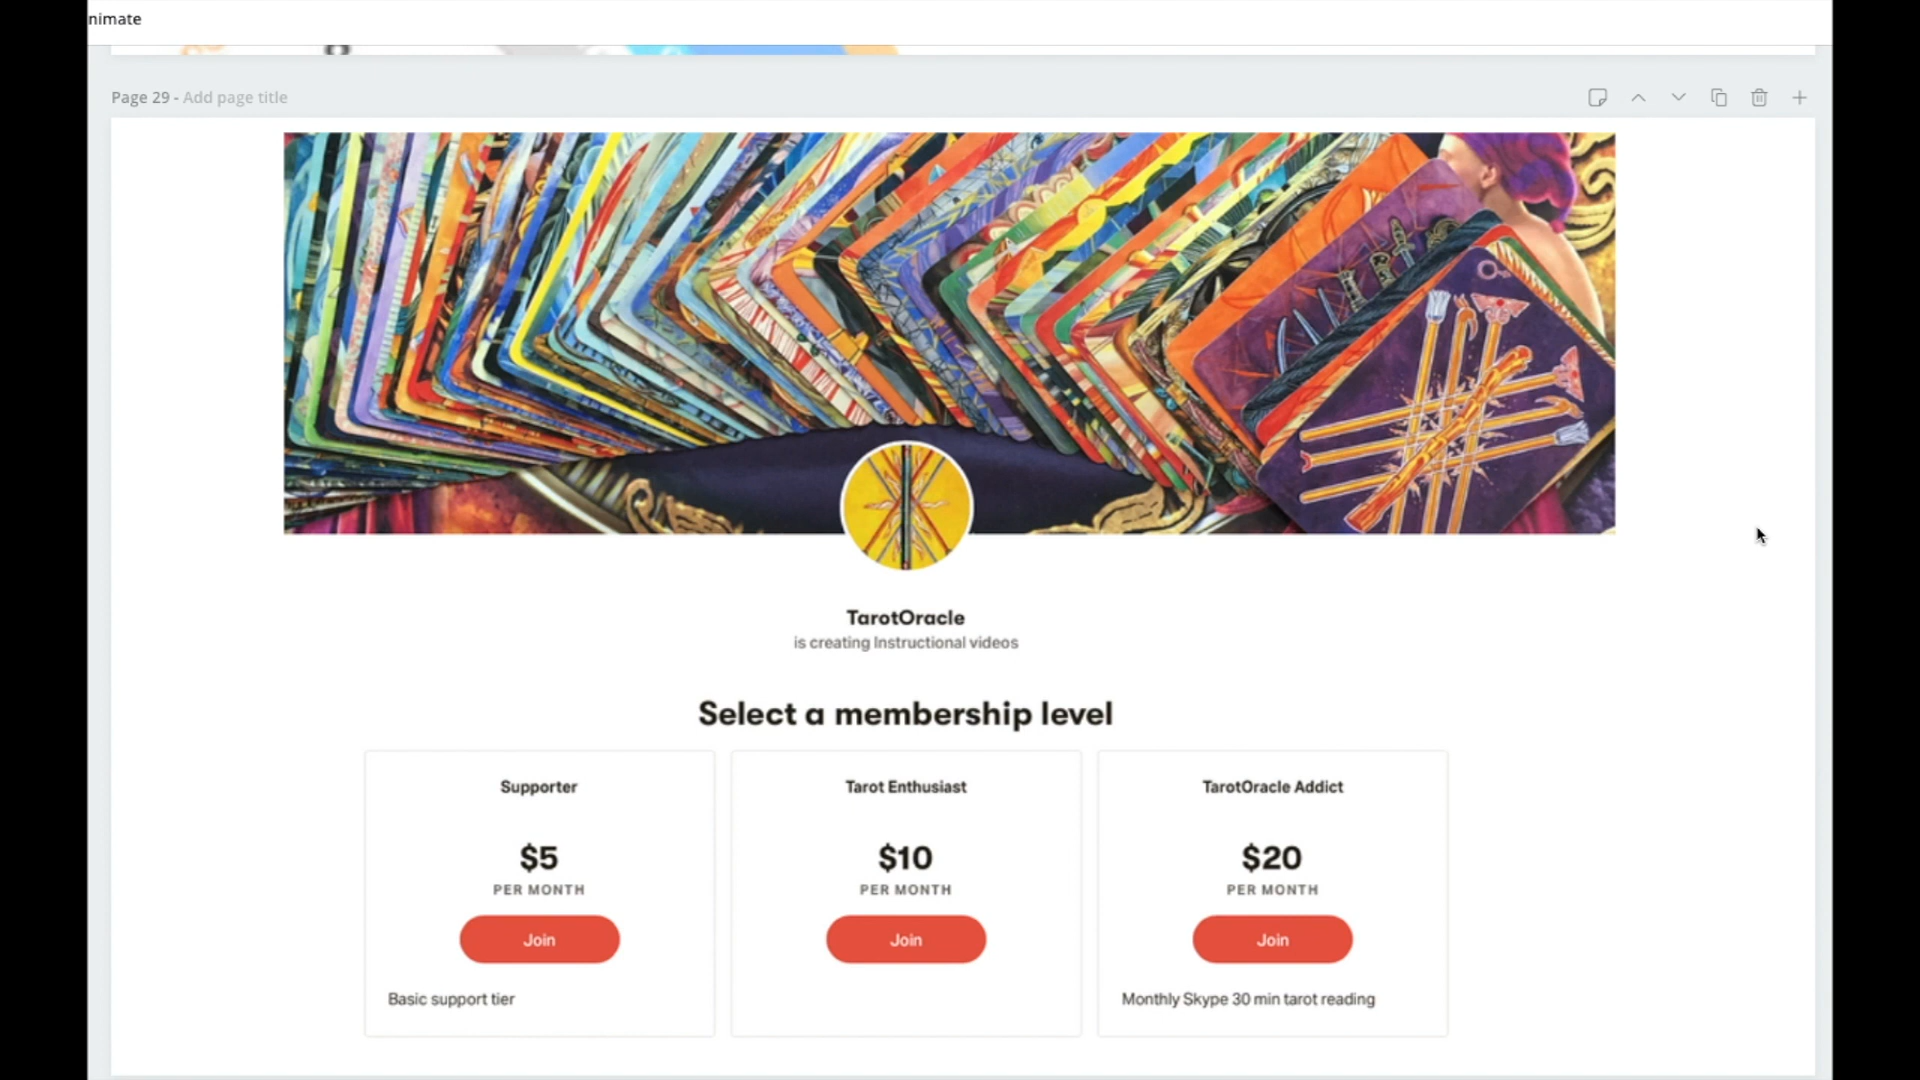 nimate
Page 29 - Add page title
TarotOracle
is creating Instructional videos
Select a membership level
Supporter
$5
PER MONTH
Join
Basic support tier
Tarot Enthusiast
$10
PER MONTH
Join
TarotOracle Addict
$20
PER MONTH
Join
Monthly Skype 30 min tarot reading